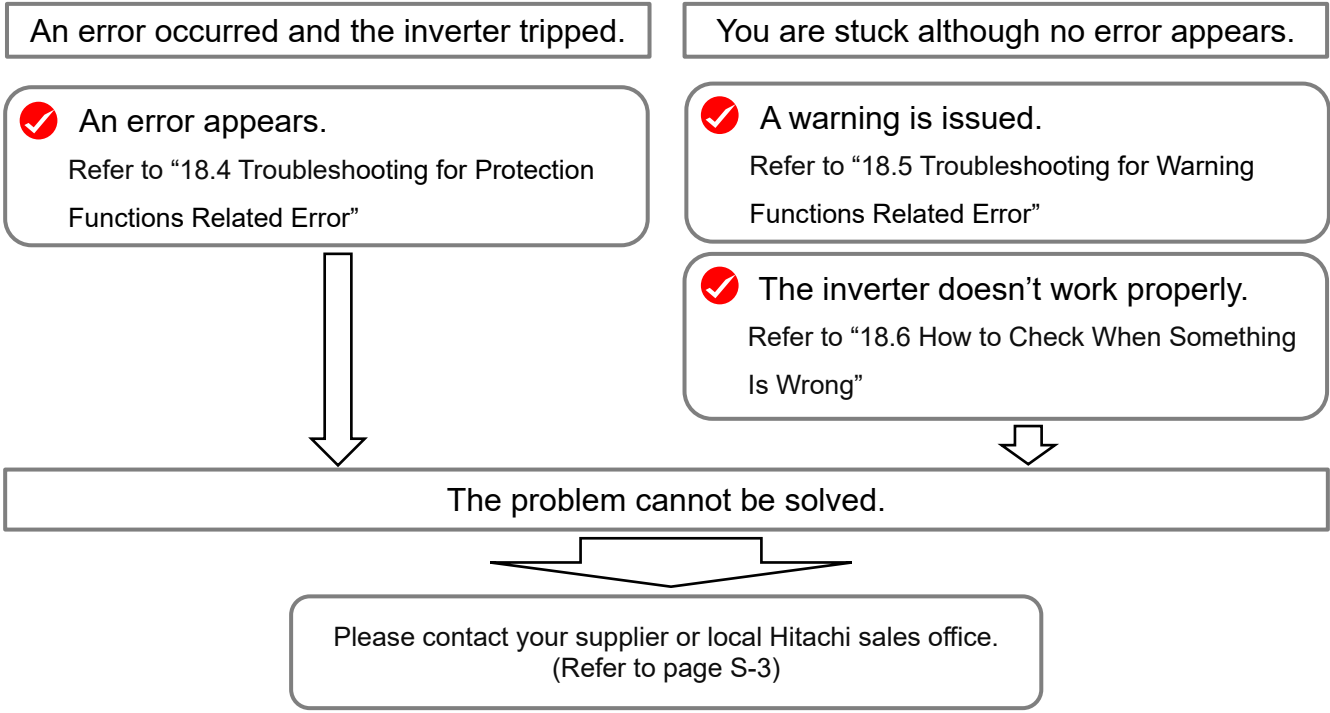 An error occurred and the inverter tripped.
An error appears.
Refer to “18.4 Troubleshooting for Protection
Functions Related Error”
You are stuck although no error appears.
A warning is issued.
Refer to “18.5 Troubleshooting for Warning
Functions Related Error”
The inverter doesn’t work properly.
Refer to “18.6 How to Check When Something
Is Wrong”
The problem cannot be solved.
Please contact your supplier or local Hitachi sales office.
(Refer to page S-3)